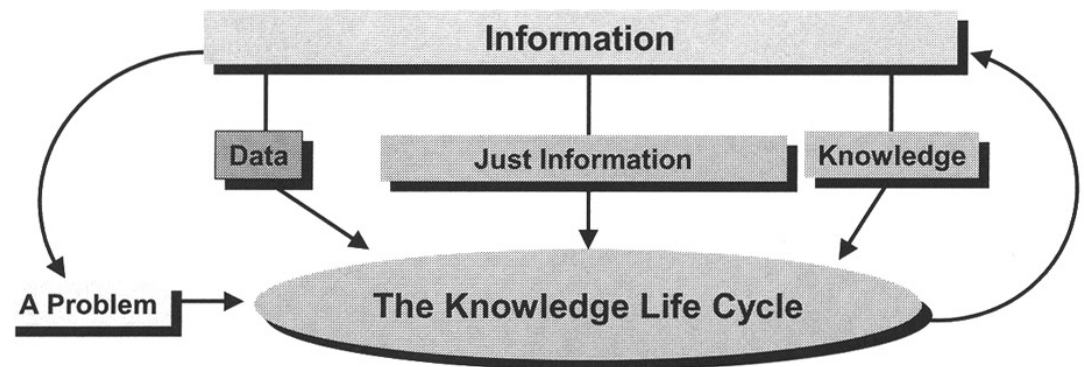 Information
Data
Just Information
Knowledge
A Problem
The Knowledge Life Cycle